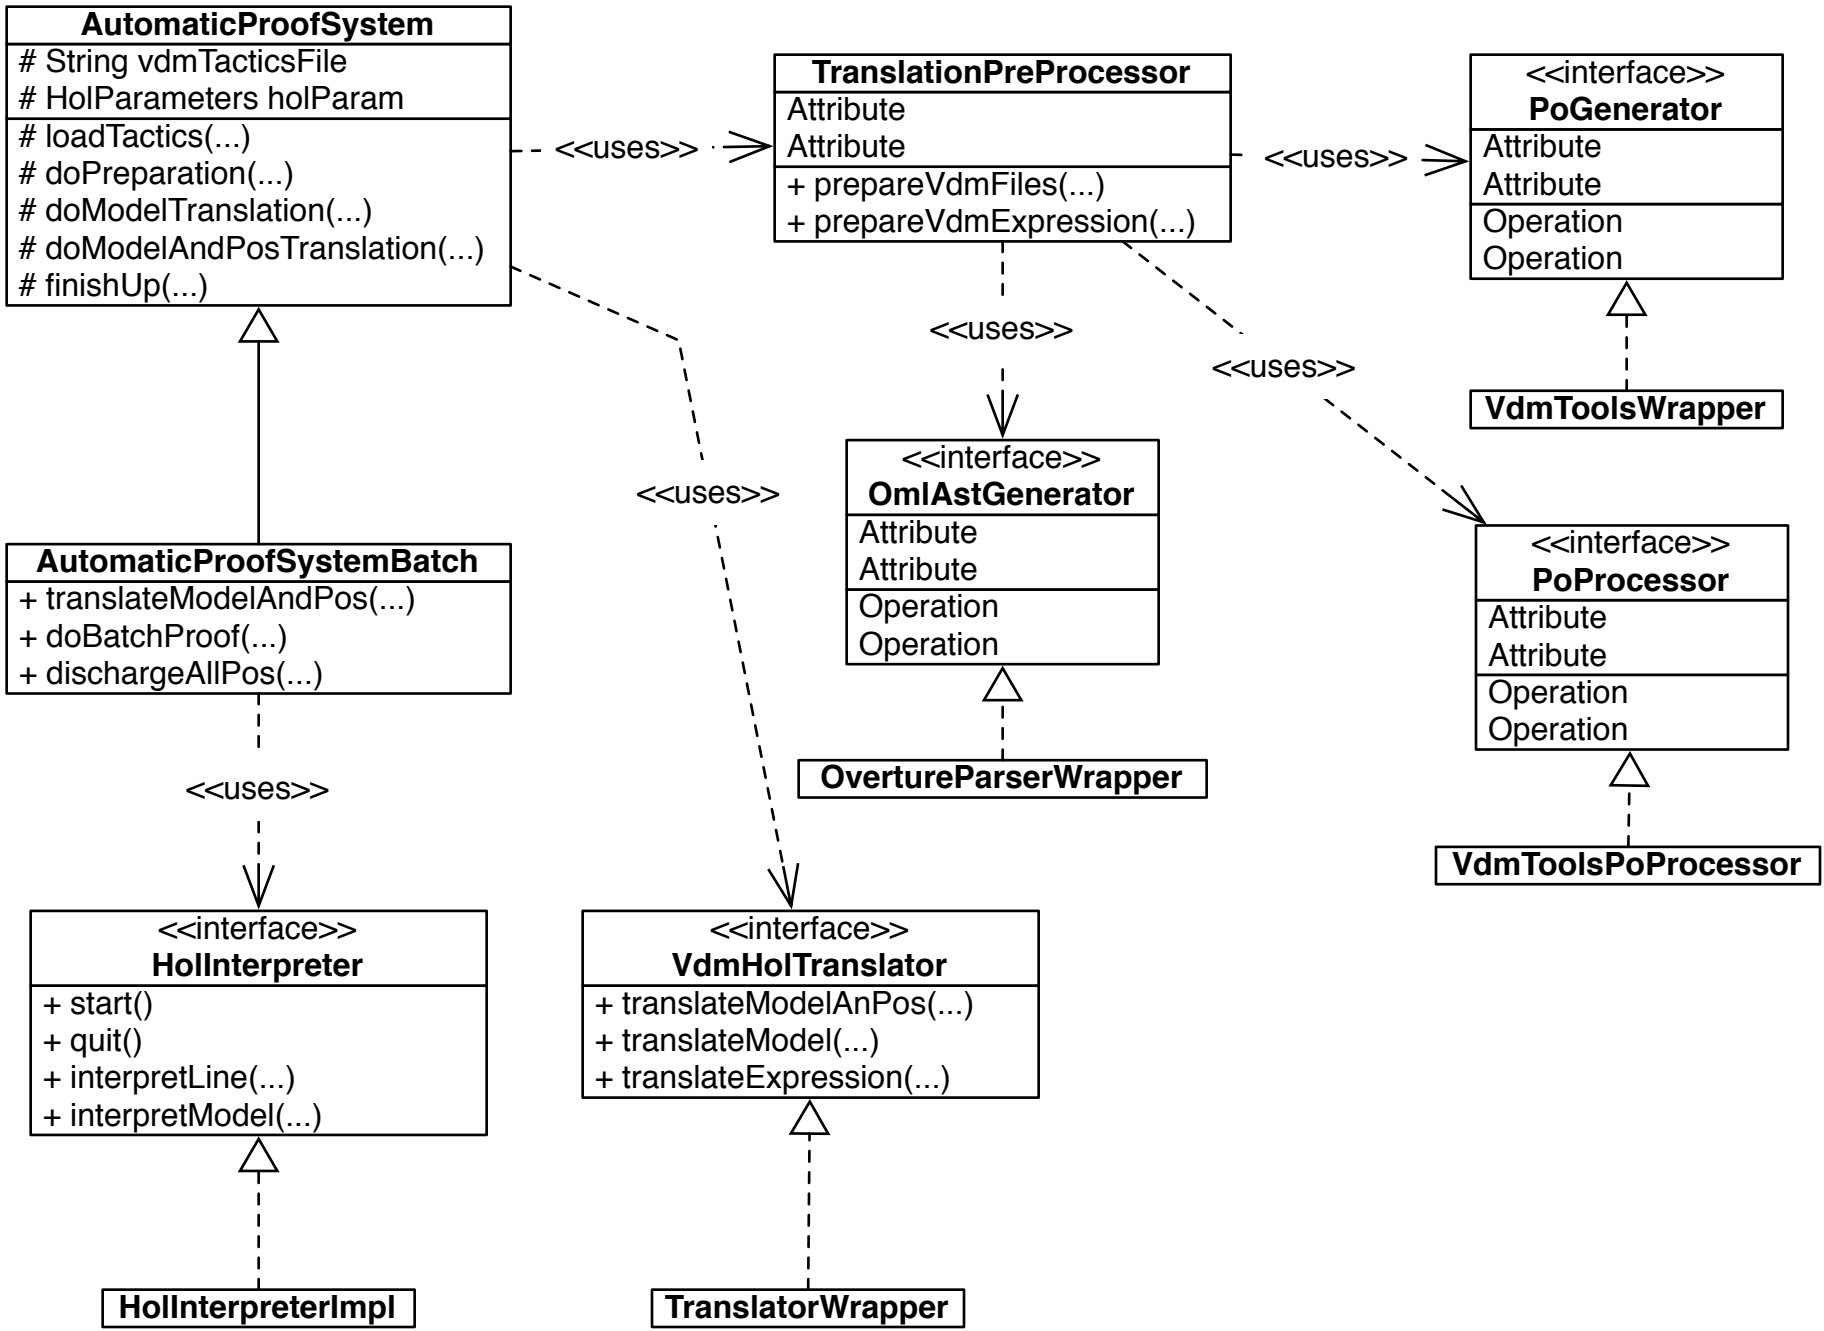 AutomaticProofSystem
# String vdmTacticsFile
# HolParameters holParam
# loadTactics(...)
# doPreparation(...)
# doModelTranslation(...)
# doModelAndPosTranslation(...)
# finishUp(...)
<<uses>>
TranslationPreProcessor
Attribute
Attribute
+ prepareVdmFiles(...)
+ prepareVdmExpression(...)
<<uses>>
<<interface>>
PoGenerator
Attribute
Attribute
Operation
Operation
<<uses>>
<<uses>>
VdmToolsWrapper
<<uses>>
<<interface>>
OmlAstGenerator
Attribute
Attribute
Operation
Operation
<<interface>>
PoProcessor
Attribute
Attribute
Operation
Operation
AutomaticProofSystemBatch
+ translateModelAndPos(...)
+ doBatchProof(...)
+ dischargeAllPos(...)
<<uses>>
OvertureParserWrapper
VdmToolsPoProcessor
<<interface>>
HolInterpreter
+ start()
+ quit()
+ interpretLine(...)
+ interpretModel(...)
<<interface>>
VdmHolTranslator
+ translateModelAnPos(...)
+ translateModel(...)
+ translateExpression(...)
HolInterpreterImpl
TranslatorWrapper